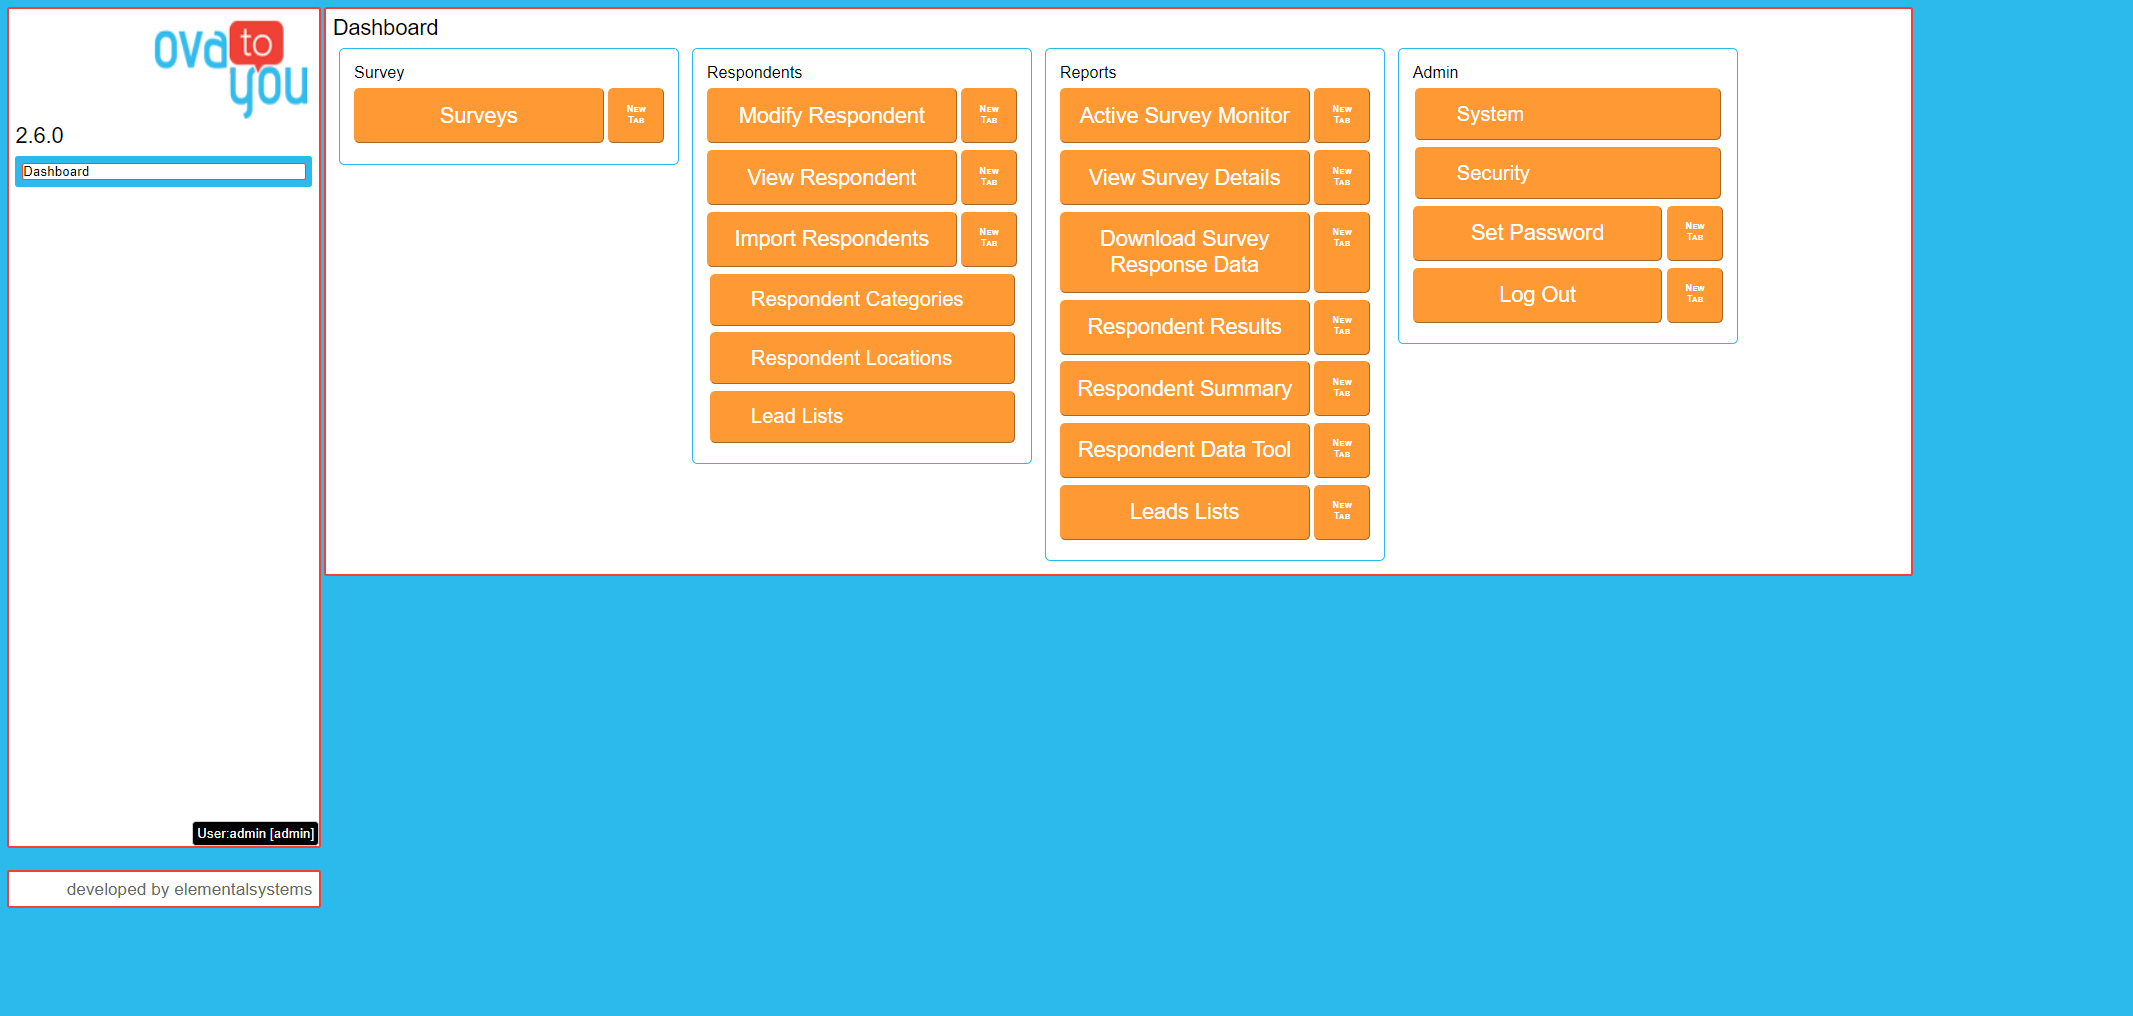 ova to
you
2.6.0
Dashboard
User:admin [admin]
developed by elementalsystems
Dashboard
Survey
Surveys
NEW
TAB
Respondents
Modify Respondent
NEW
TAB
View Respondent
NEW
TAB
Import Respondents
NEW
TAB
Respondent Categories
Respondent Locations
Lead Lists
Reports
Active Survey Monitor
NEW
TAB
View Survey Details
NEW
TAB
Download Survey
Response Data
NEW
TAB
Respondent Results
NEW
TAB
Respondent Summary
NEW
TAB
Respondent Data Tool
NEW
TAB
Leads Lists
NEW
TAB
Admin
System
Security
Set Password
NEW
TAB
Log Out
NEW
TAB